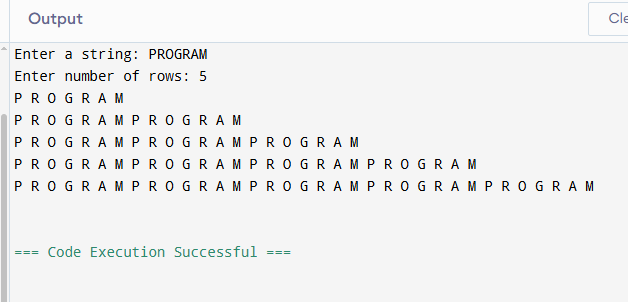 Output
Cle
Enter a string: PROGRAM
Enter number of rows: 5
P R O G R A M
P R O G R A M P R O G R A M
P R O G R A M P R O G R A M P R O G R A M
P R O G R A M P R O G R A M P R O G R A M P R O G R A M
P R O G R A M P R O G R A M P R O G R A M P R O G R A M P R O G R A M
=== Code Execution Successful ===